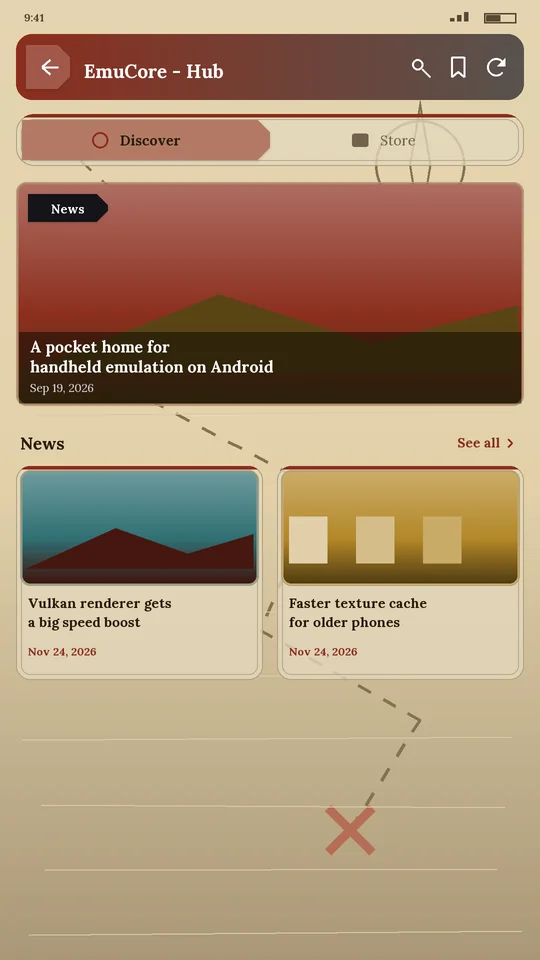 9:41
EmuCore - Hub
Discover
Store
News
A pocket home for
handheld emulation on Android
Sep 19, 2026
News
See all
Vulkan renderer gets
a big speed boost
Nov 24, 2026
Faster texture cache
for older phones
Nov 24, 2026